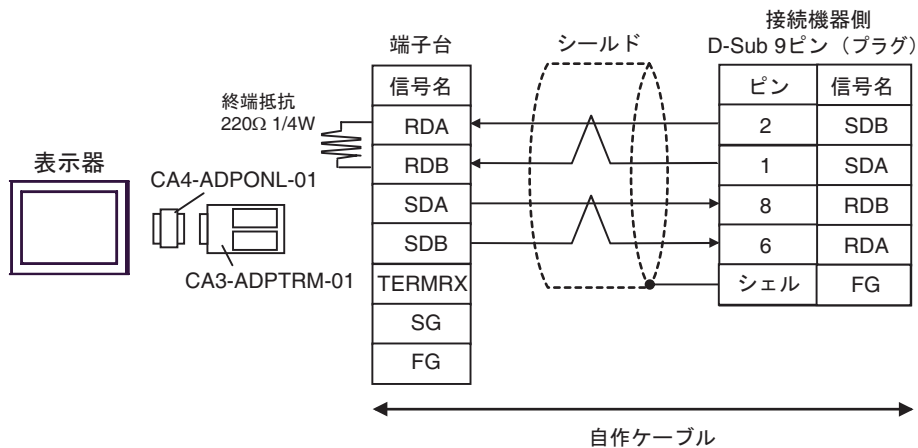 接続機器側
端子台 シールド D-Sub 9ピン（プラグ）
信号名 ピン 信号名
終端抵抗
220Ω 1/4W
RDA 2 SDB
RDB 1 SDA
表示器
CA4-ADPONL-01
SDA 8 RDB
SDB 6 RDA
CA3-ADPTRM-01
TERMRX シェル FG
SG
FG
自作ケーブル